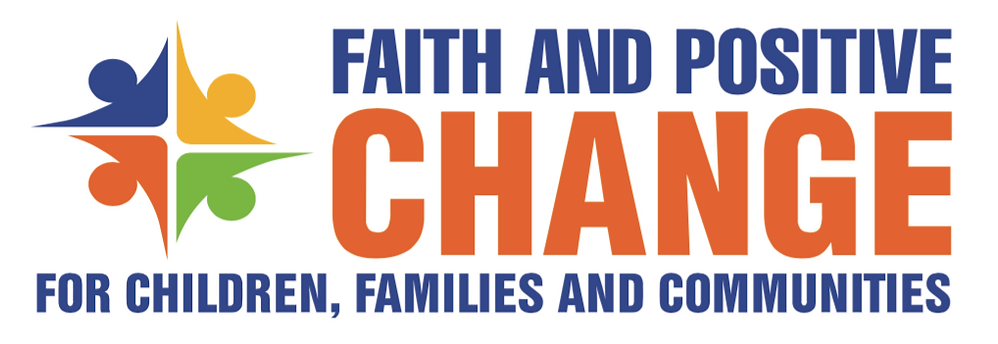 FAITH AND POSITIVE
CHANGE
FOR CHILDREN, FAMILIES AND COMMUNITIES